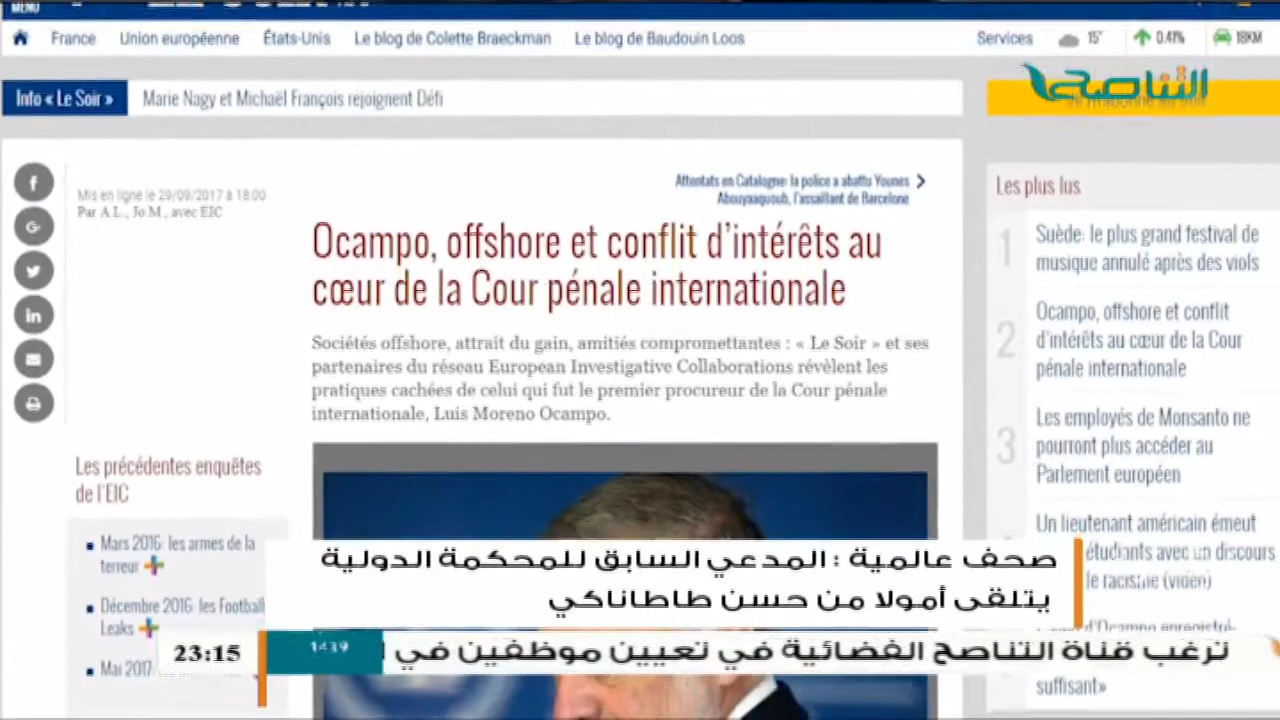 MENU
France Union européenne États-Unis Le blog de Colette Braeckman Le blog de Baudouin Loos Services 15° 0.41% 18KM
التناصح
Info « Le Soir » Marie Nagy et Michaël François rejoignent Défi
Mis en ligne le 29/09/2017 à 18:00
Par A.L., Jo M., avec EIC
Attentats en Catalogne: la police a abattu Younes
Abouyaaqoub, l'assaillant de Barcelone
Ocampo, offshore et conflit d'intérêts au
cœur de la Cour pénale internationale
Sociétés offshore, attrait du gain, amitiés compromettantes : « Le Soir » et ses
partenaires du réseau European Investigative Collaborations révèlent les
pratiques cachées de celui qui fut le premier procureur de la Cour pénale
internationale, Luis Moreno Ocampo.
Les précédentes enquêtes
de l'EIC
Mars 2016: les armes de la
terreur
Décembre 2016: les Football
Leaks
Mai 2017:
Les plus lus
1 Suède: le plus grand festival de
musique annulé après des viols
2 Ocampo, offshore et conflit
d'intérêts au cœur de la Cour
pénale internationale
3 Les employés de Monsanto ne
pourront plus accéder au
Parlement européen
Un lieutenant américain émeut
étudiants avec un discours
le racisme (vidéo)
d'Ocampo enregistré:
suffisant»
صحف عالمية : المدعي السابق للمحكمة الدولية
يتلقى أمولا من حسن طاطاناكي
23:15 1439 ترغب قناة التناصح الفضائية في تعيين موظفين في